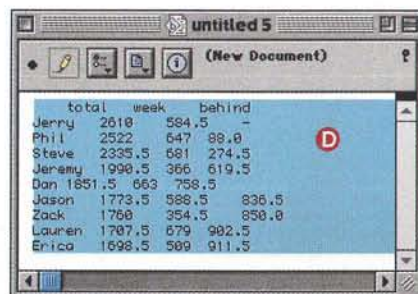 untitled 5
(New Document) ?
total week behind
Jerry 2610 584.5 -
Phil 2522 647 88.0
Steve 2335.5 681 274.5
Jeremy 1990.5 366 619.5
Dan 1851.5 663 758.5
Jason 1773.5 588.5 836.5
Zack 1760 354.5 850.0
Lauren 1707.5 679 902.5
Erica 1698.5 509 911.5
D